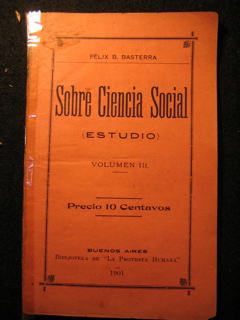 FÉLIX B. BASTERRA
Sobre Ciencia Social
(ESTUDIO)
VOLUMEN III.
Precio 10 Centavos
BUENOS AIRES
BIBLIOTECA DE "LA PROTESTA HUMANA"
1901